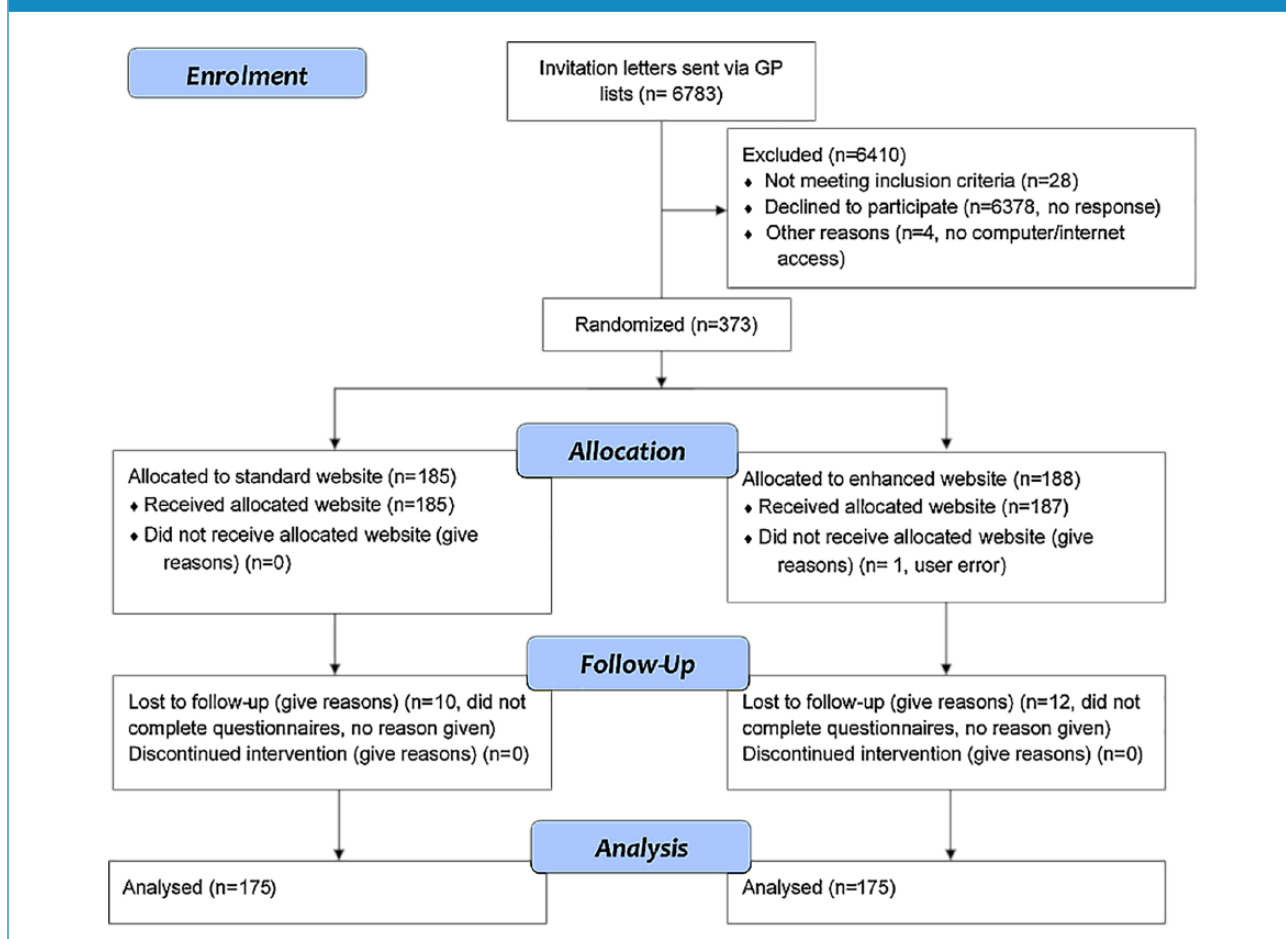 Enrolment
Invitation letters sent via GP
lists (n= 6783)
Excluded (n=6410)
♦ Not meeting inclusion criteria (n=28)
♦ Declined to participate (n=6378, no response)
♦ Other reasons (n=4, no computer/internet
access)
Randomized (n=373)
Allocation
Allocated to standard website (n=185)
♦ Received allocated website (n=185)
♦ Did not receive allocated website (give
reasons) (n=0)
Allocated to enhanced website (n=188)
♦ Received allocated website (n=187)
♦ Did not receive allocated website (give
reasons) (n= 1, user error)
Follow-Up
Lost to follow-up (give reasons) (n=10, did not
complete questionnaires, no reason given)
Discontinued intervention (give reasons) (n=0)
Lost to follow-up (give reasons) (n=12, did not
complete questionnaires, no reason given)
Discontinued intervention (give reasons) (n=0)
Analysis
Analysed (n=175)
Analysed (n=175)